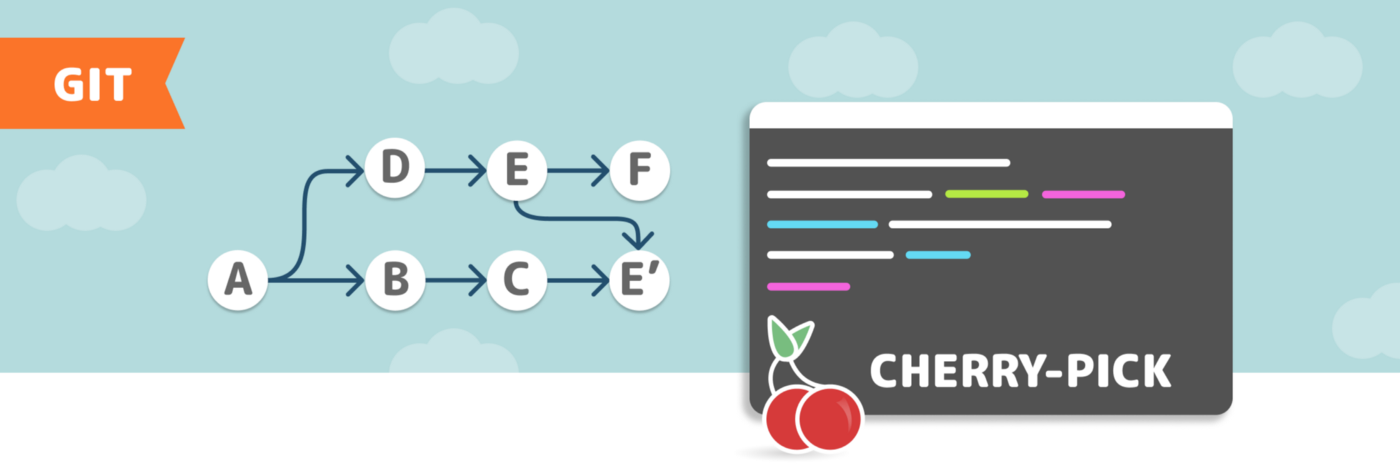 GIT
D E F
A B C E′
CHERRY-PICK